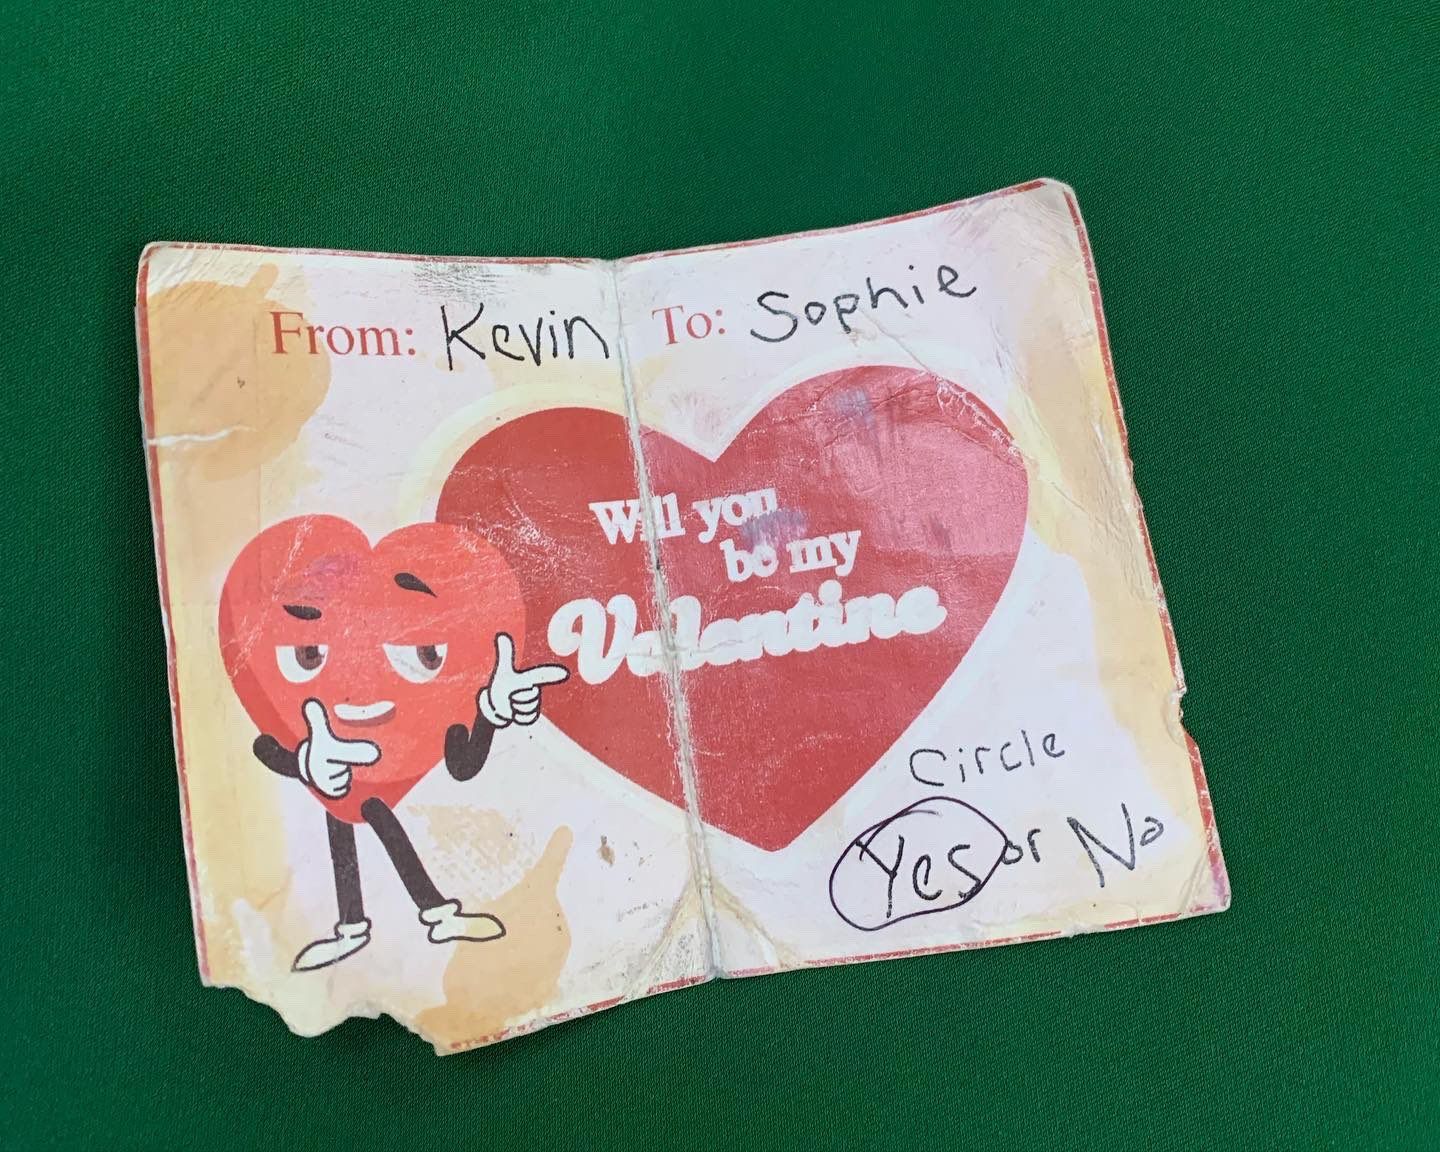 From: Kevin To: Sophie
Will you
be my
Valentine
Circle
Yes or No